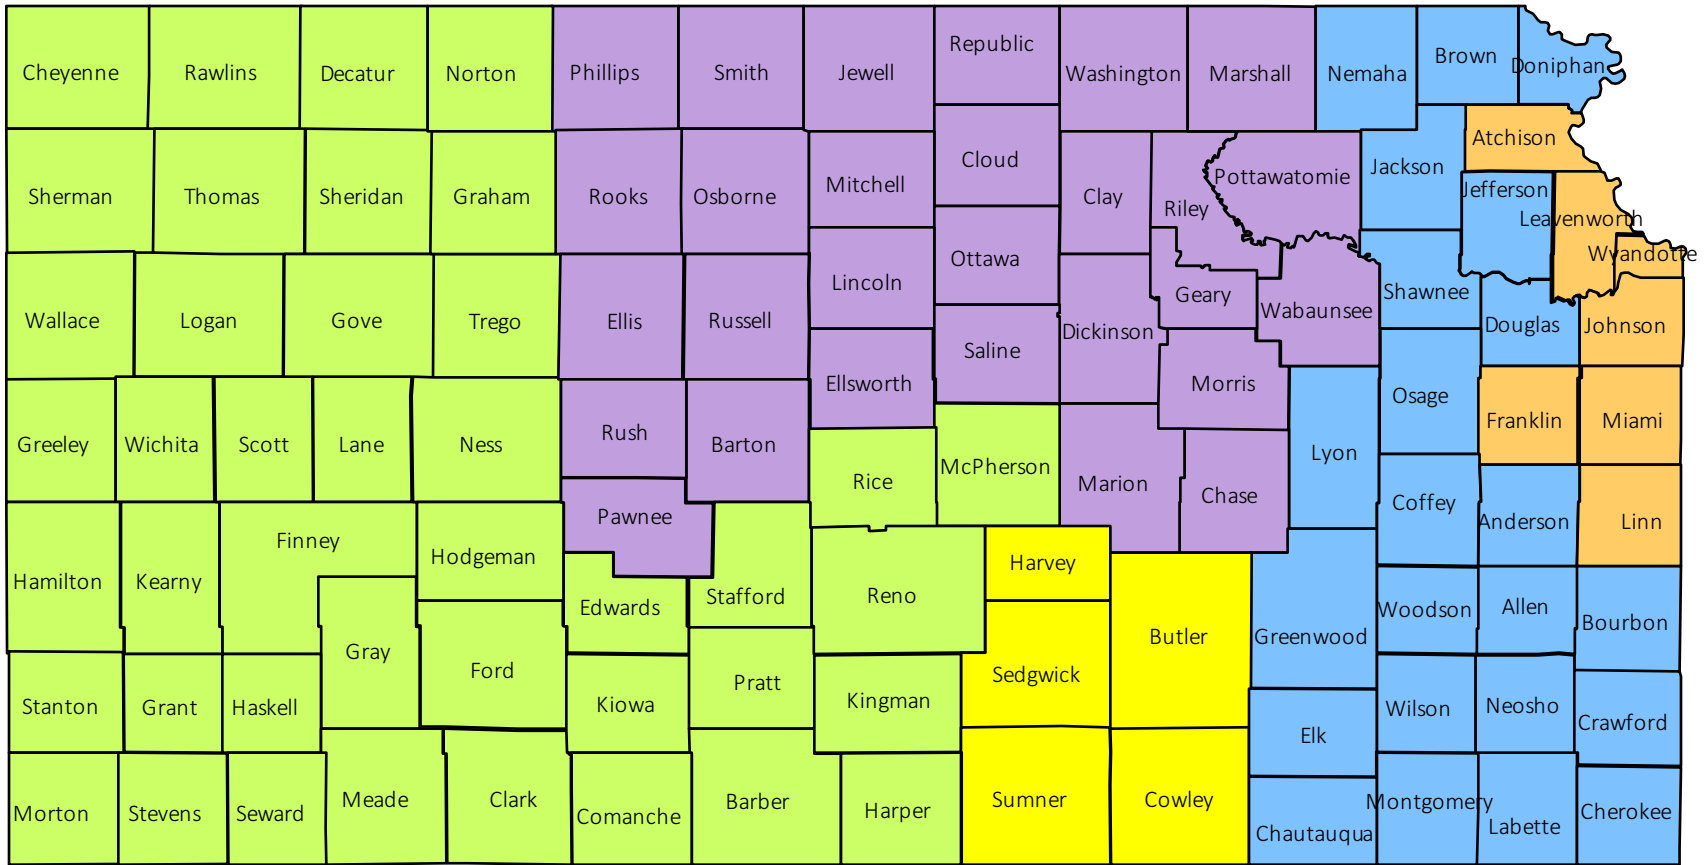 Cheyenne
Rawlins
Decatur
Norton
Phillips
Smith
Jewell
Republic
Washington
Marshall
Nemaha
Brown
Doniphan
Sherman
Thomas
Sheridan
Graham
Rooks
Osborne
Mitchell
Cloud
Clay
Riley
Pottawatomie
Jackson
Atchison
Jefferson
Leavenworth
Wyandotte
Wallace
Logan
Gove
Trego
Ellis
Russell
Lincoln
Ottawa
Saline
Dickinson
Geary
Wabaunsee
Shawnee
Douglas
Johnson
Greeley
Wichita
Scott
Lane
Ness
Rush
Barton
Ellsworth
Rice
McPherson
Marion
Morris
Chase
Lyon
Osage
Franklin
Miami
Hamilton
Kearny
Finney
Hodgeman
Pawnee
Edwards
Stafford
Reno
Harvey
Butler
Greenwood
Coffey
Anderson
Linn
Woodson
Allen
Bourbon
Stanton
Grant
Haskell
Gray
Ford
Kiowa
Pratt
Kingman
Sedgwick
Elk
Wilson
Neosho
Crawford
Morton
Stevens
Seward
Meade
Clark
Comanche
Barber
Harper
Sumner
Cowley
Chautauqua
Montgomery
Labette
Cherokee